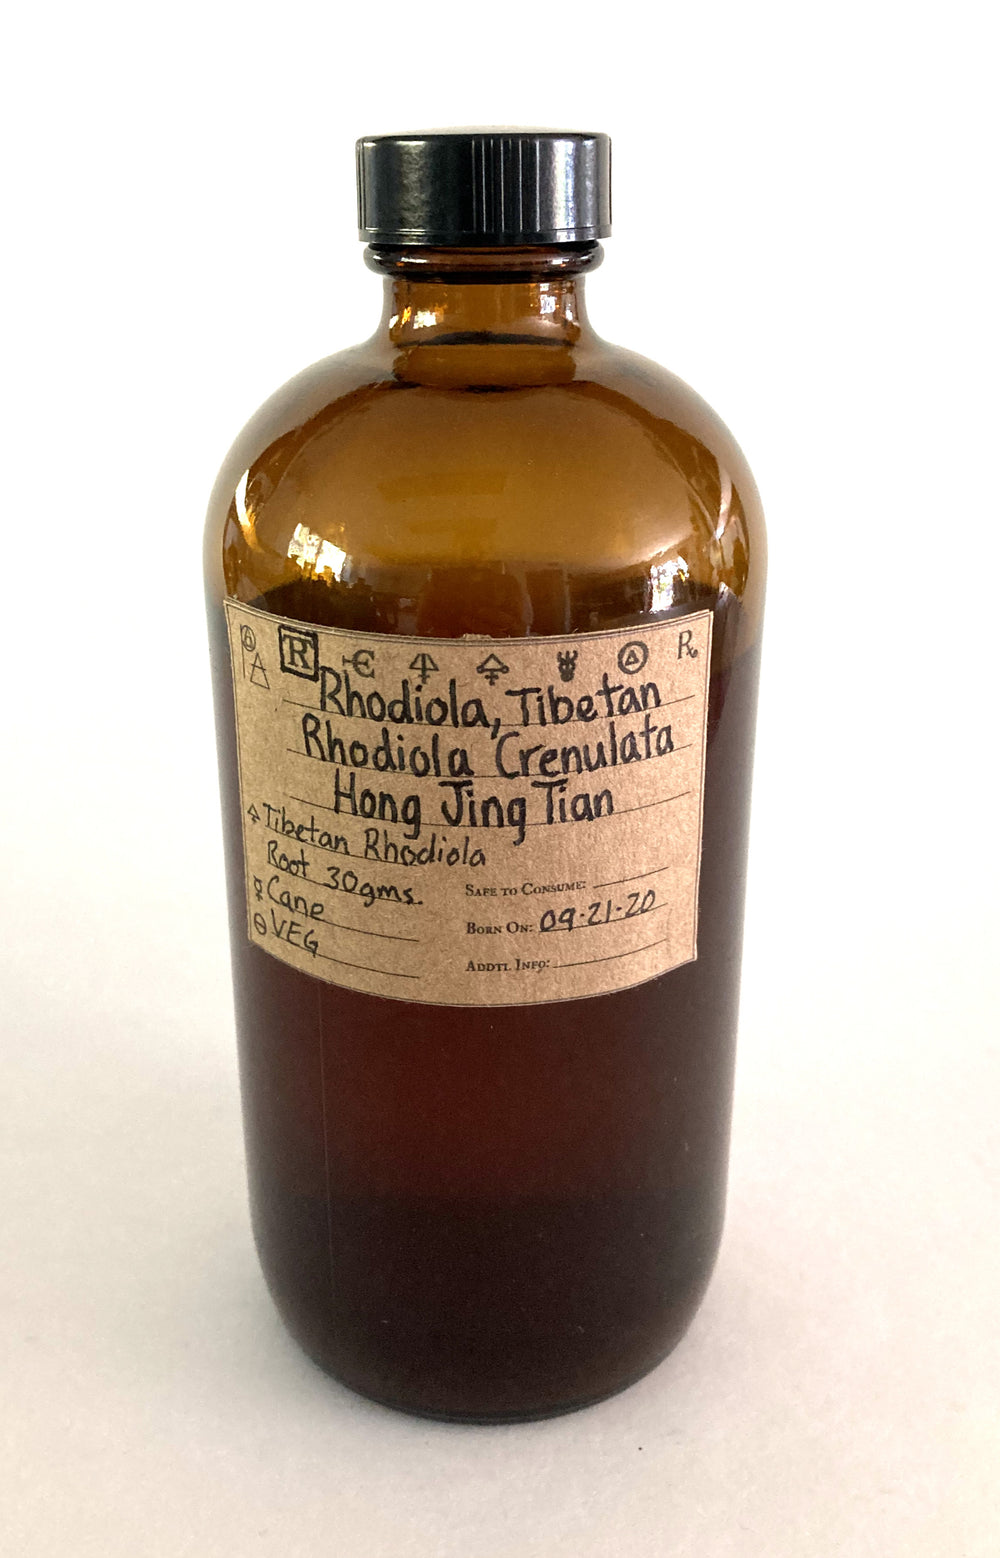 R ℞
Rhodiola, Tibetan
Rhodiola Crenulata
Hong Jing Tian
Tibetan Rhodiola
Root 30gms.
Cane
VEG
SAFE TO CONSUME:
BORN ON: 09-21-20
ADDTL INFO: